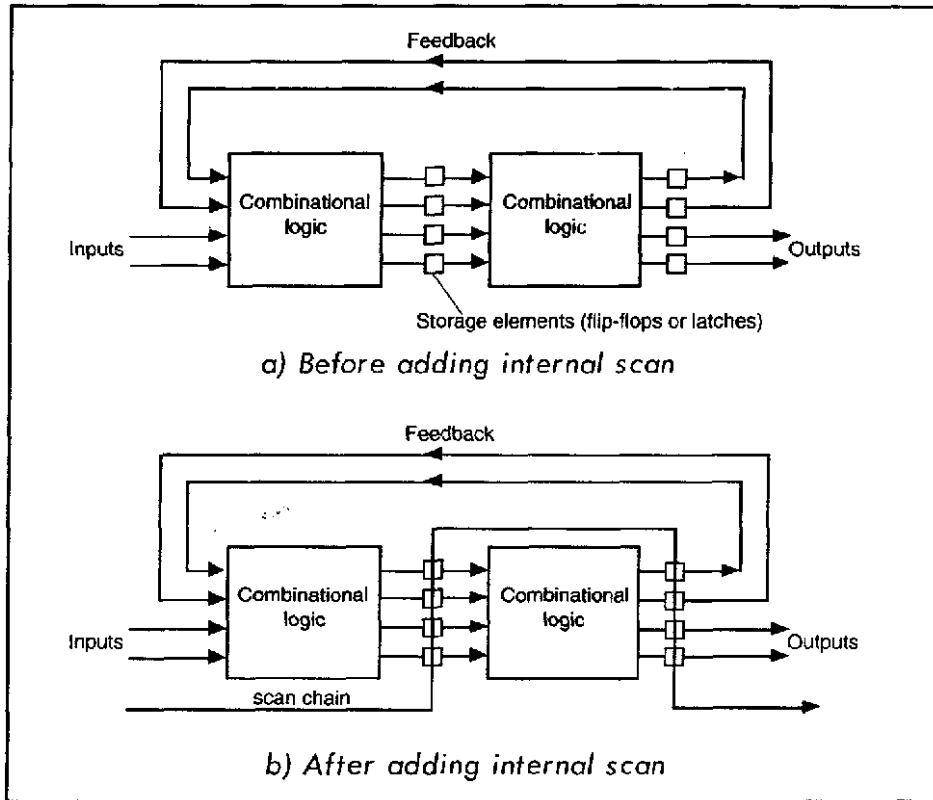 Feedback
Combinational
logic
Combinational
logic
Inputs
Outputs
Storage elements (flip-flops or latches)
a) Before adding internal scan
Feedback
Combinational
logic
Combinational
logic
Inputs
Outputs
scan chain
b) After adding internal scan